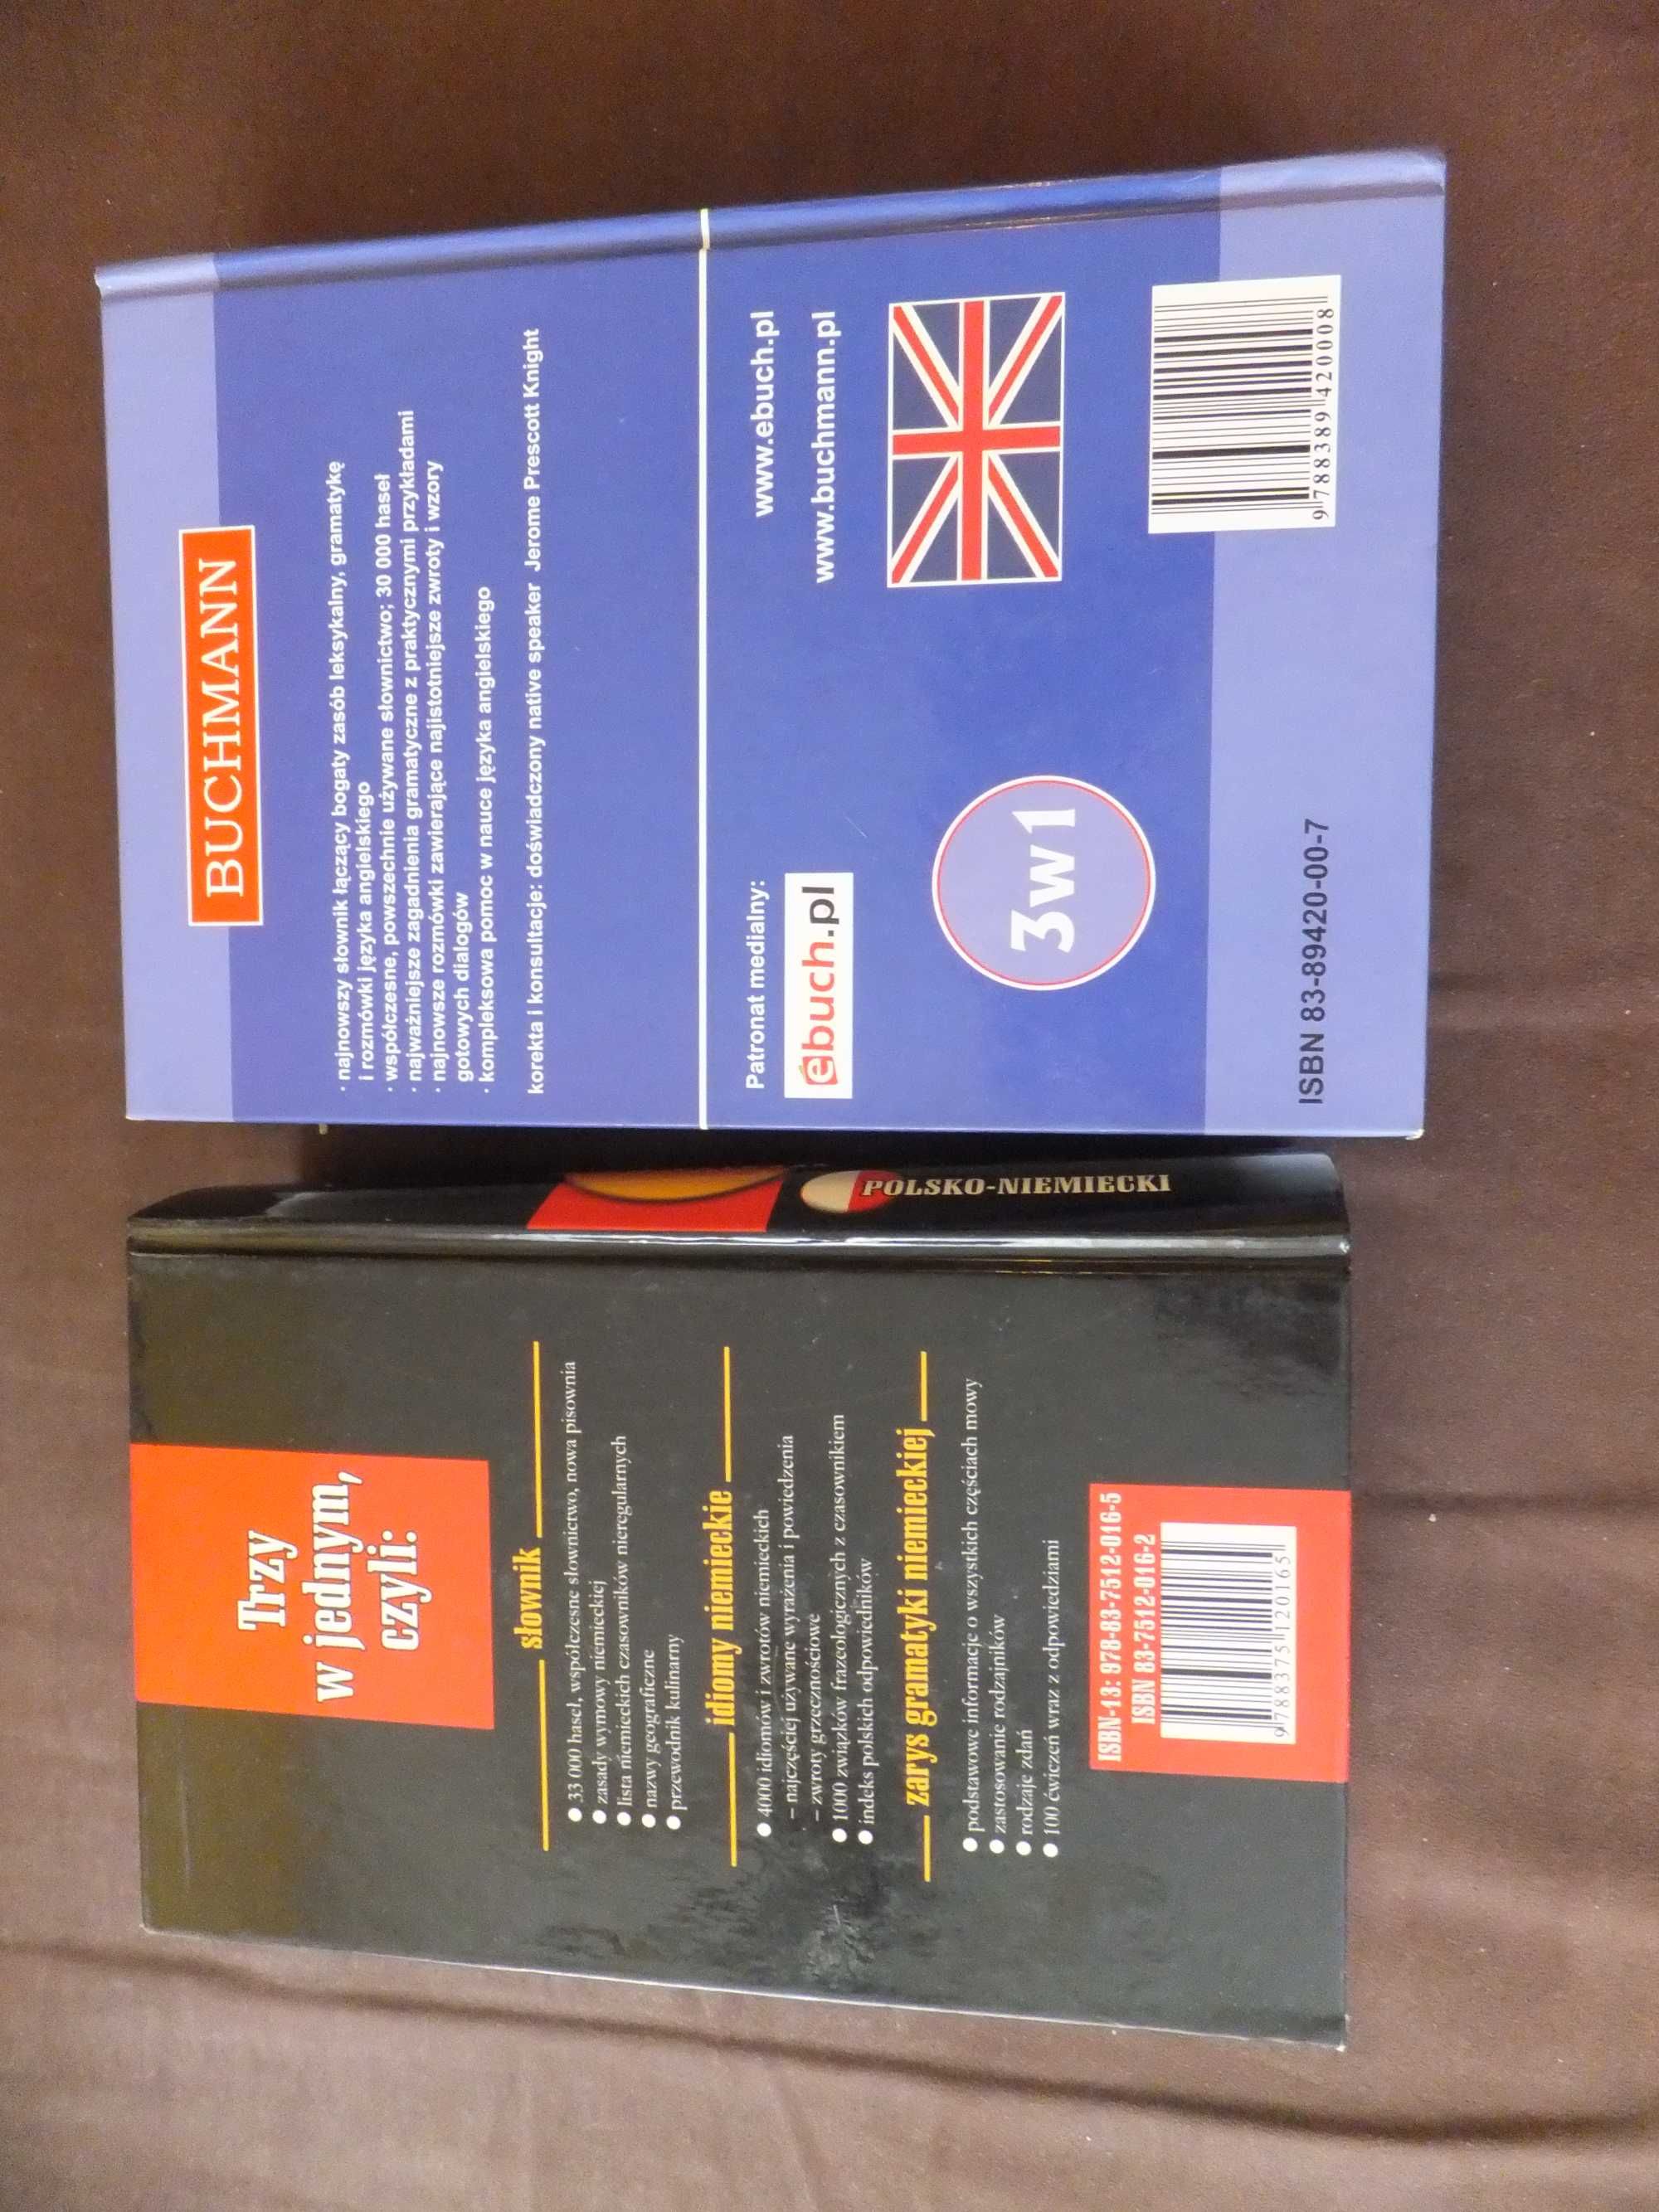 Trzy
w jednym,
czyli:
słownik
● 33 000 haseł, współczesne słownictwo, nowa pisownia
● zasady wymowy niemieckiej
● lista niemieckich czasowników nieregularnych
● nazwy geograficzne
● przewodnik kulinarny
idiomy niemieckie
● 4000 idiomów i zwrotów niemieckich
– najczęściej używane wyrażenia i powiedzenia
– zwroty grzecznościowe
● 1000 związków frazeologicznych z czasownikiem
● indeks polskich odpowiedników
zarys gramatyki niemieckiej
● podstawowe informacje o wszystkich częściach mowy
● zastosowanie rodzajników
● rodzaje zdań
● 100 ćwiczeń wraz z odpowiedziami
ISBN-13: 978-83-7512-016-5
ISBN 83-7512-016-2
9 788375 120165
POLSKO-NIEMIECKI
BUCHMANN
· najnowszy słownik łączący bogaty zasób leksykalny, gramatykę
i rozmówki języka angielskiego
· współczesne, powszechnie używane słownictwo; 30 000 haseł
· najważniejsze zagadnienia gramatyczne z praktycznymi przykładami
· najnowsze rozmówki zawierające najistotniejsze zwroty i wzory
gotowych dialogów
· kompleksowa pomoc w nauce języka angielskiego
korekta i konsultacje: doświadczony native speaker Jerome Prescott Knight
Patronat medialny:
ebuch.pl
www.ebuch.pl
www.buchmann.pl
3w1
ISBN 83-89420-00-7
9 788389 420008